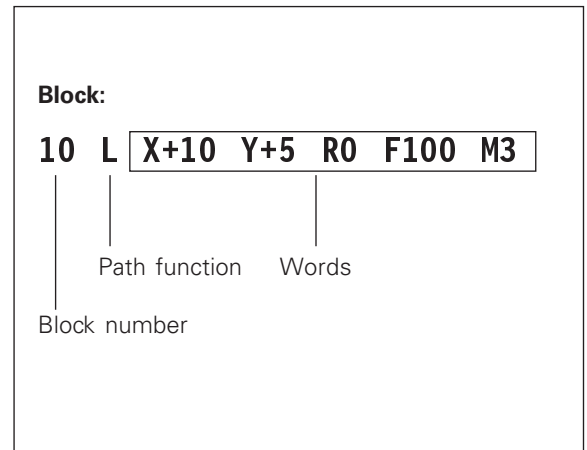 Block:
10 L X+10 Y+5 R0 F100 M3
Path function Words
Block number